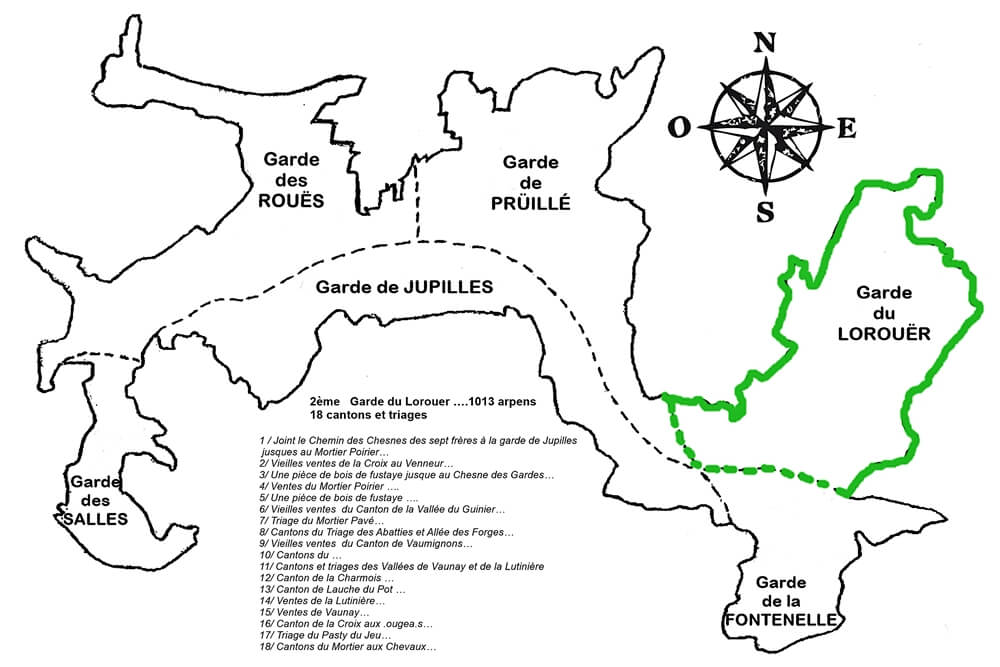 N
O
E
S
Garde
des
ROUËS
Garde
de
PRÜILLÉ
Garde de JUPILLES
Garde
du
LOROUËR
Garde
des
SALLES
Garde
de la
FONTENELLE
2ème Garde du Lorouer ….1013 arpens
18 cantons et triages
1 / Joint le Chemin des Chesnes des sept frères à la garde de Jupilles
jusques au Mortier Poirier…
2/ Vieilles ventes de la Croix au Venneur…
3/ Une pièce de bois de fustaye jusque au Chesne des Gardes…
4/ Ventes du Mortier Poirier ….
5/ Une pièce de bois de fustaye ….
6/ Vieilles ventes du Canton de la Vallée du Guinier…
7/ Triage du Mortier Pavé…
8/ Cantons du Triage des Abatties et Allée des Forges…
9/ Vieilles ventes du Canton de Vaumignons…
10/ Cantons du …
11/ Cantons et triages des Vallées de Vaunay et de la Lutinière
12/ Canton de la Charmois …
13/ Canton de Lauche du Pot …
14/ Ventes de la Lutinière…
15/ Ventes de Vaunay…
16/ Canton de la Croix aux .ougea.s…
17/ Triage du Pasty du Jeu…
18/ Cantons du Mortier aux Chevaux…